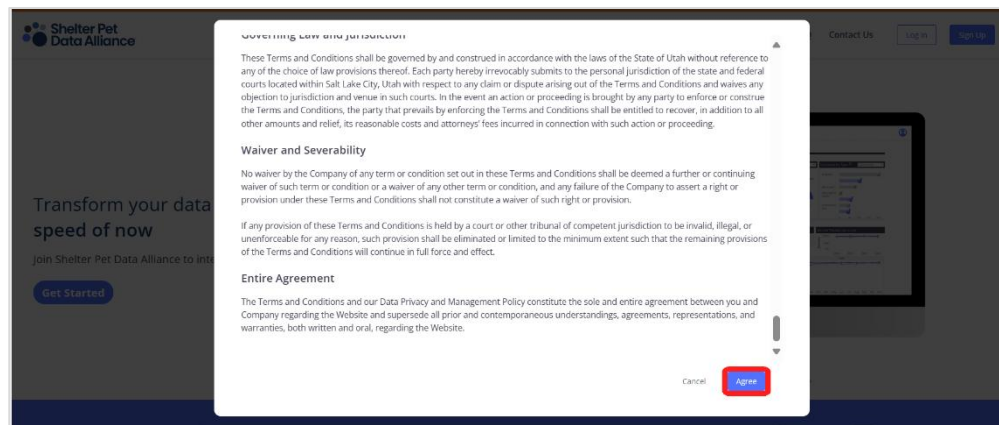 Shelter Pet
Data Alliance
Contact Us
Log In
Sign Up
Governing Law and Jurisdiction
These Terms and Conditions shall be governed by and construed in accordance with the laws of the State of Utah without reference to
any of the choice of law provisions thereof. Each party hereby irrevocably submits to the personal jurisdiction of the state and federal
courts located within Salt Lake City, Utah with respect to any claim or dispute arising out of the Terms and Conditions and waives any
objection to jurisdiction and venue in such courts. In the event an action or proceeding is brought by any party to enforce or construe
the Terms and Conditions, the party that prevails by enforcing the Terms and Conditions shall be entitled to recover, in addition to all
other amounts and relief, its reasonable costs and attorneys' fees incurred in connection with such action or proceeding.
Waiver and Severability
No waiver by the Company of any term or condition set out in these Terms and Conditions shall be deemed a further or continuing
waiver of such term or condition or a waiver of any other term or condition, and any failure of the Company to assert a right or
provision under these Terms and Conditions shall not constitute a waiver of such right or provision.
If any provision of these Terms and Conditions is held by a court or other tribunal of competent jurisdiction to be invalid, illegal, or
unenforceable for any reason, such provision shall be eliminated or limited to the minimum extent such that the remaining provisions
of the Terms and Conditions will continue in full force and effect.
Entire Agreement
The Terms and Conditions and our Data Privacy and Management Policy constitute the sole and entire agreement between you and
Company regarding the Website and supersede all prior and contemporaneous understandings, agreements, representations, and
warranties, both written and oral, regarding the Website.
Cancel
Agree
Transform your data
speed of now
Join Shelter Pet Data Alliance to inte
Get Started